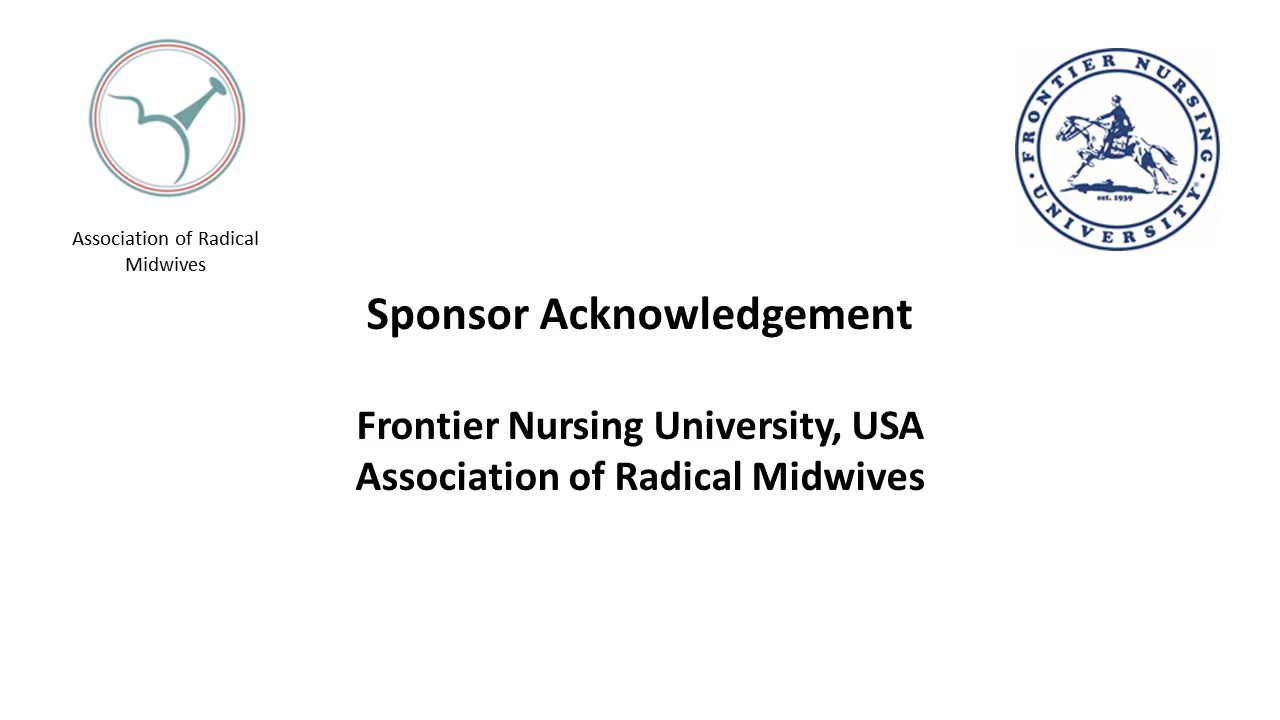 FRONTIER NURSING
UNIVERSITY®
est. 1939
Association of Radical
Midwives
Sponsor Acknowledgement
Frontier Nursing University, USA
Association of Radical Midwives